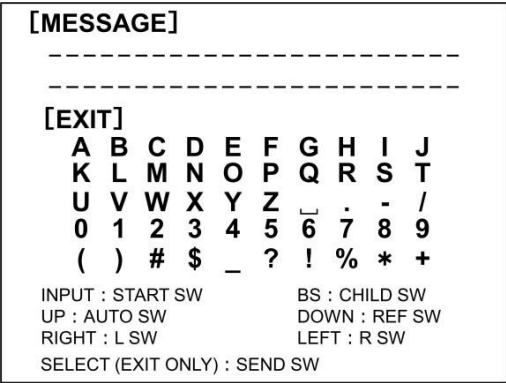 [MESSAGE]
_ _ _ _ _ _ _ _ _ _ _ _ _ _ _ _ _ _ _ _ _ _ _ _
_ _ _ _ _ _ _ _ _ _ _ _ _ _ _ _ _ _ _ _ _ _ _ _
[EXIT]
A B C D E F G H I J
K L M N O P Q R S T
U V W X Y Z ⎵ . - /
0 1 2 3 4 5 6 7 8 9
( ) # $ _ ? ! % * +
INPUT : START SW BS : CHILD SW
UP : AUTO SW DOWN : REF SW
RIGHT : L SW LEFT : R SW
SELECT (EXIT ONLY) : SEND SW